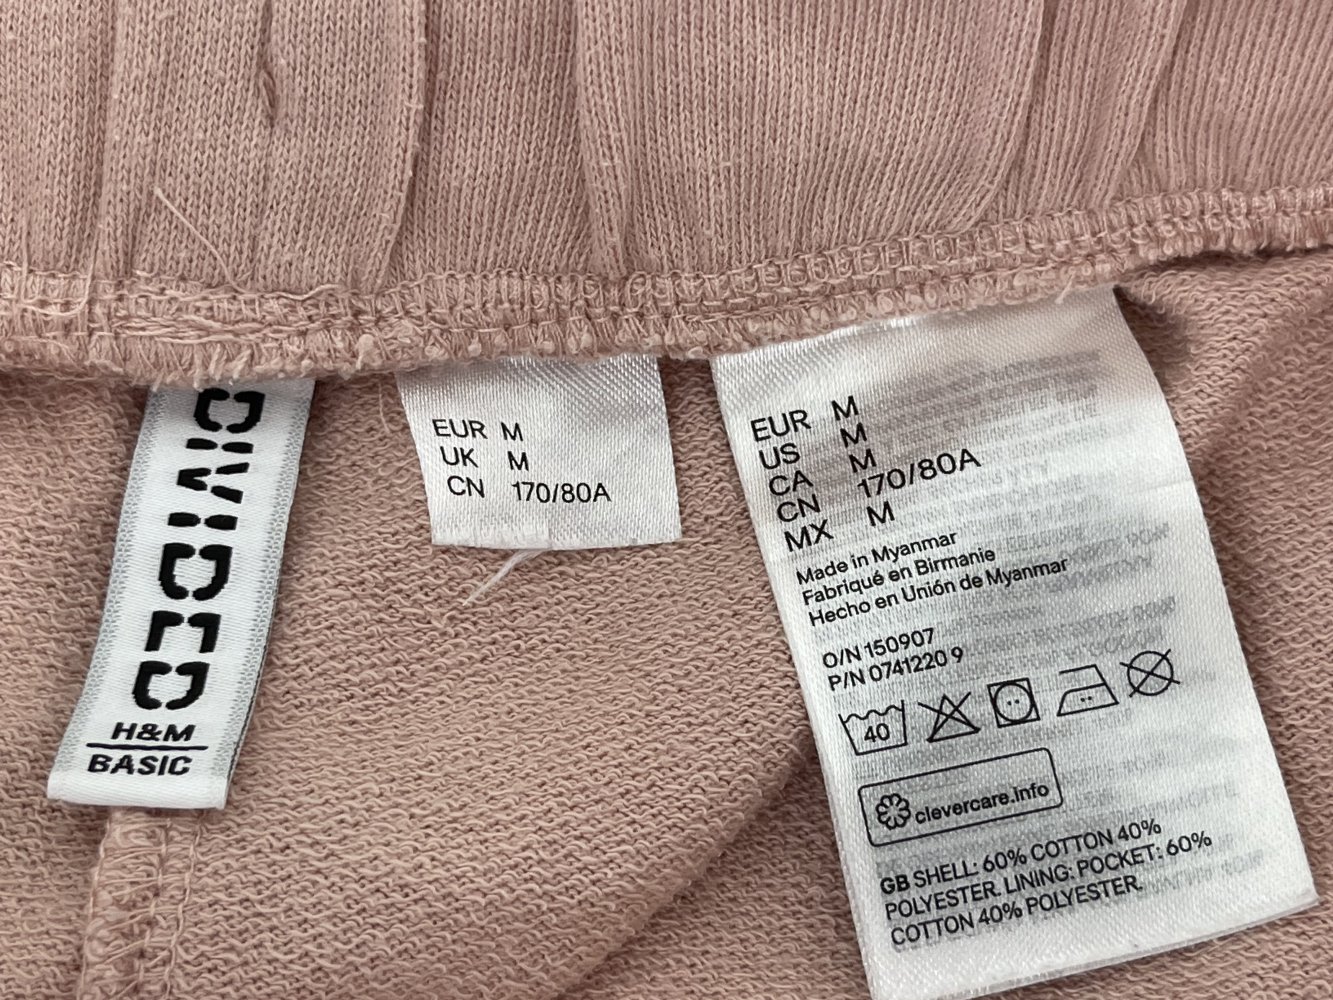 DIVIDED
H&M
BASIC
EUR M
UK M
CN 170/80A
EUR M
US M
CA M
CN 170/80A
MX M
Made in Myanmar
Fabriqué en Birmanie
Hecho en Unión de Myanmar
O/N 150907
P/N 0741220 9
40
clevercare.info
GB SHELL: 60% COTTON 40%
POLYESTER. LINING: POCKET: 60%
COTTON 40% POLYESTER.